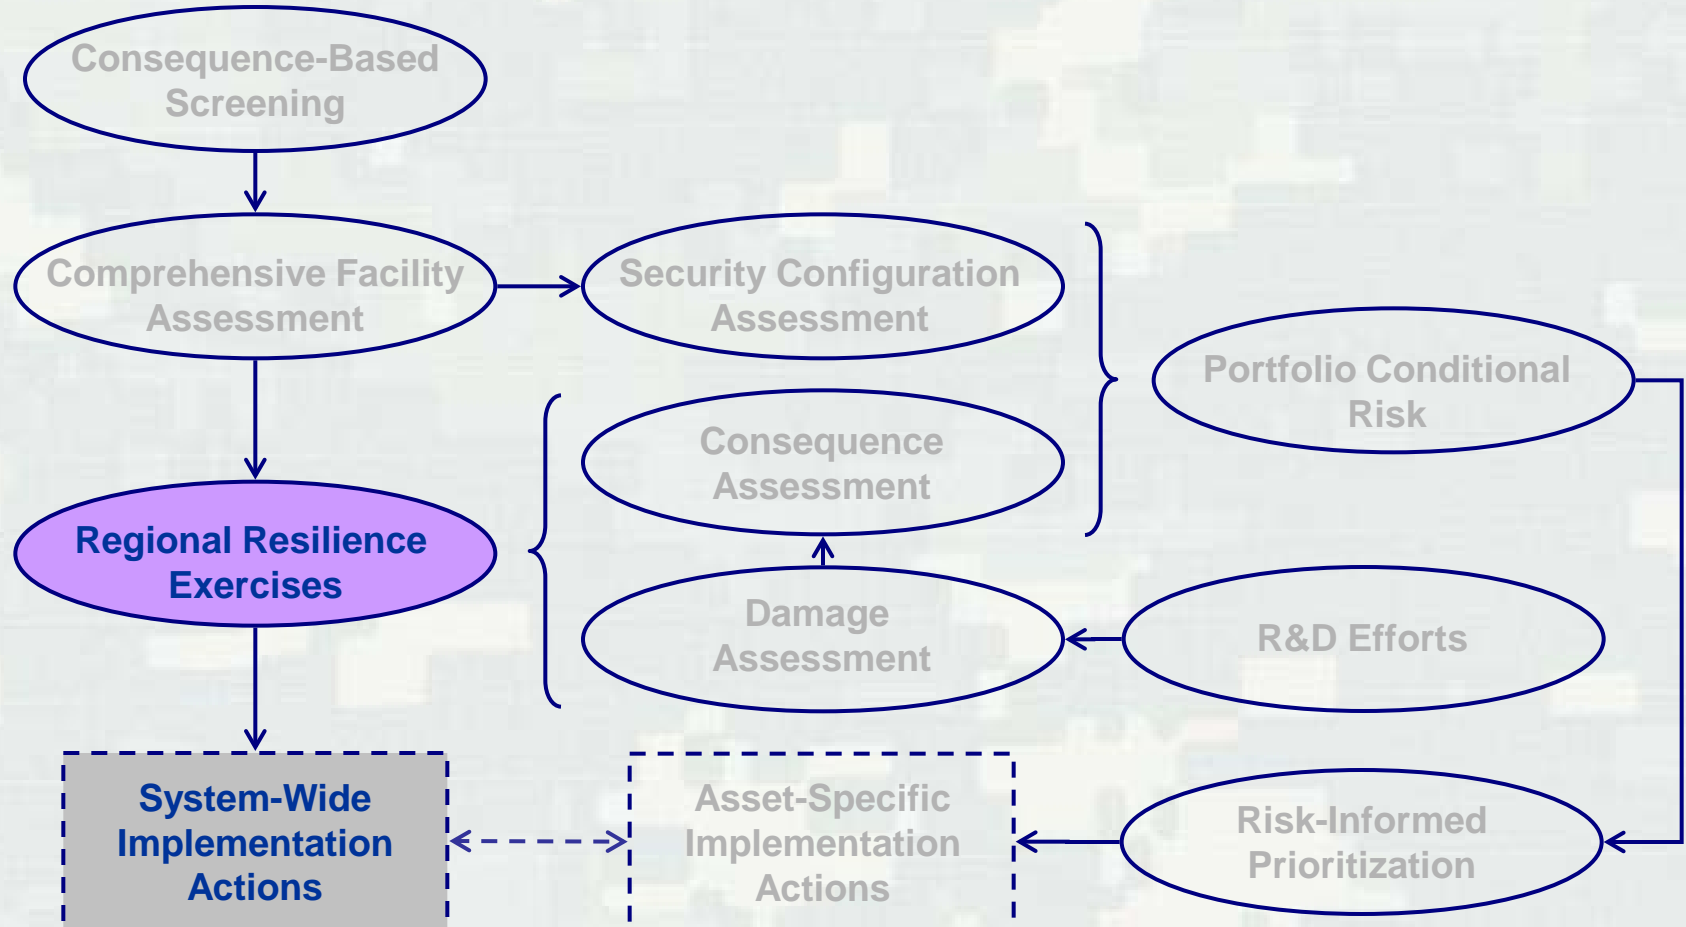 Consequence-Based
Screening
Comprehensive Facility
Assessment
Security Configuration
Assessment
Portfolio Conditional
Risk
Consequence
Assessment
Regional Resilience
Exercises
Damage
Assessment
R&D Efforts
System-Wide
Implementation
Actions
Asset-Specific
Implementation
Actions
Risk-Informed
Prioritization